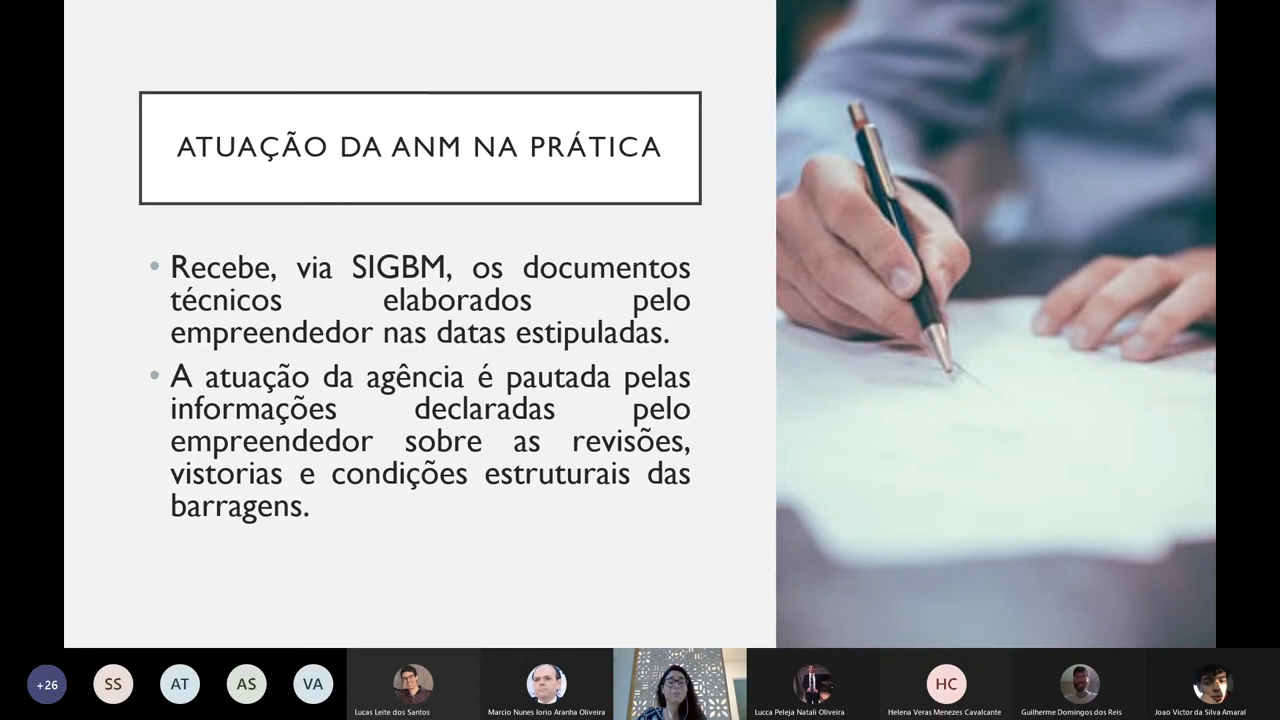 ATUAÇÃO DA ANM NA PRÁTICA
• Recebe, via SIGBM, os documentos
técnicos elaborados pelo
empreendedor nas datas estipuladas.
• A atuação da agência é pautada pelas
informações declaradas pelo
empreendedor sobre as revisões,
vistorias e condições estruturais das
barragens.
+26
SS
AT
AS
VA
HC
Lucas Leite dos Santos
Marcio Nunes Iorio Aranha Oliveira
Lucca Peleja Natali Oliveira
Helena Veras Menezes Cavalcante
Guilherme Domingos dos Reis
Joao Victor da Silva Amaral